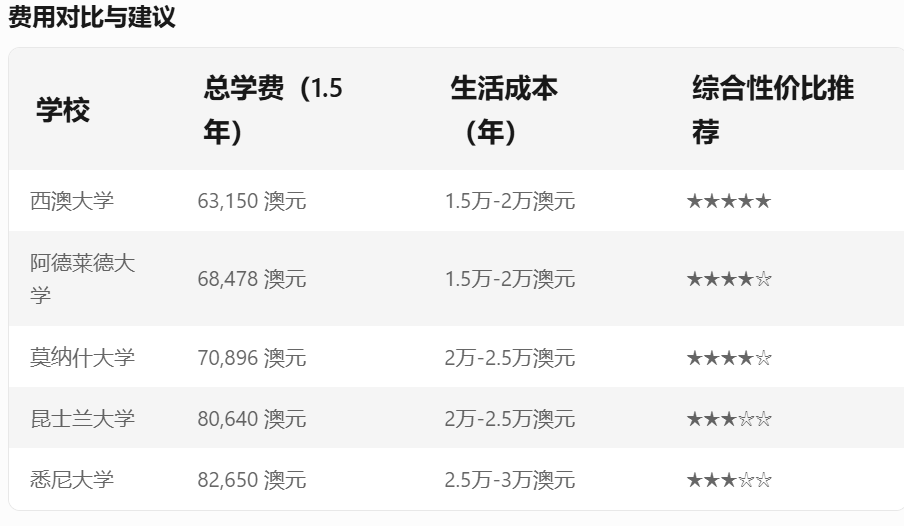 费用对比与建议
学校 总学费（1.5年） 生活成本（年） 综合性价比推荐
西澳大学 63,150 澳元 1.5万-2万澳元 ★★★★★
阿德莱德大学 68,478 澳元 1.5万-2万澳元 ★★★★☆
莫纳什大学 70,896 澳元 2万-2.5万澳元 ★★★★☆
昆士兰大学 80,640 澳元 2万-2.5万澳元 ★★★☆☆
悉尼大学 82,650 澳元 2.5万-3万澳元 ★★★☆☆